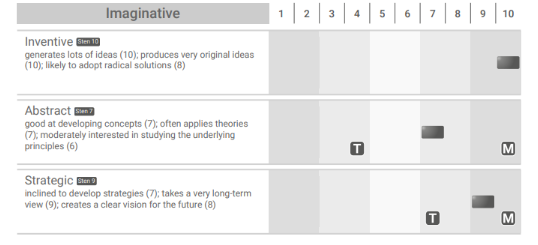 Imaginative 1 2 3 4 5 6 7 8 9 10
Inventive Sten 10
generates lots of ideas (10); produces very original ideas
(10); likely to adopt radical solutions (8)
Abstract Sten 7
good at developing concepts (7); often applies theories
(7); moderately interested in studying the underlying
principles (6)
T M
Strategic Sten 9
inclined to develop strategies (7); takes a very long-term
view (9); creates a clear vision for the future (8)
T M